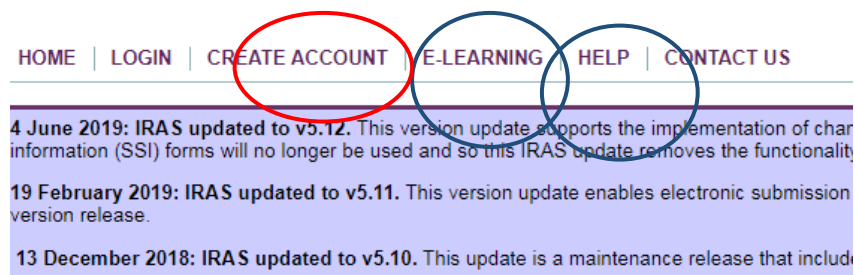 HOME | LOGIN | CREATE ACCOUNT | E-LEARNING | HELP | CONTACT US
4 June 2019: IRAS updated to v5.12. This version update supports the implementation of
information (SSI) forms will no longer be used and so this IRAS update removes the functionality
19 February 2019: IRAS updated to v5.11. This version update enables electronic submission
version release.
13 December 2018: IRAS updated to v5.10. This update is a maintenance release that